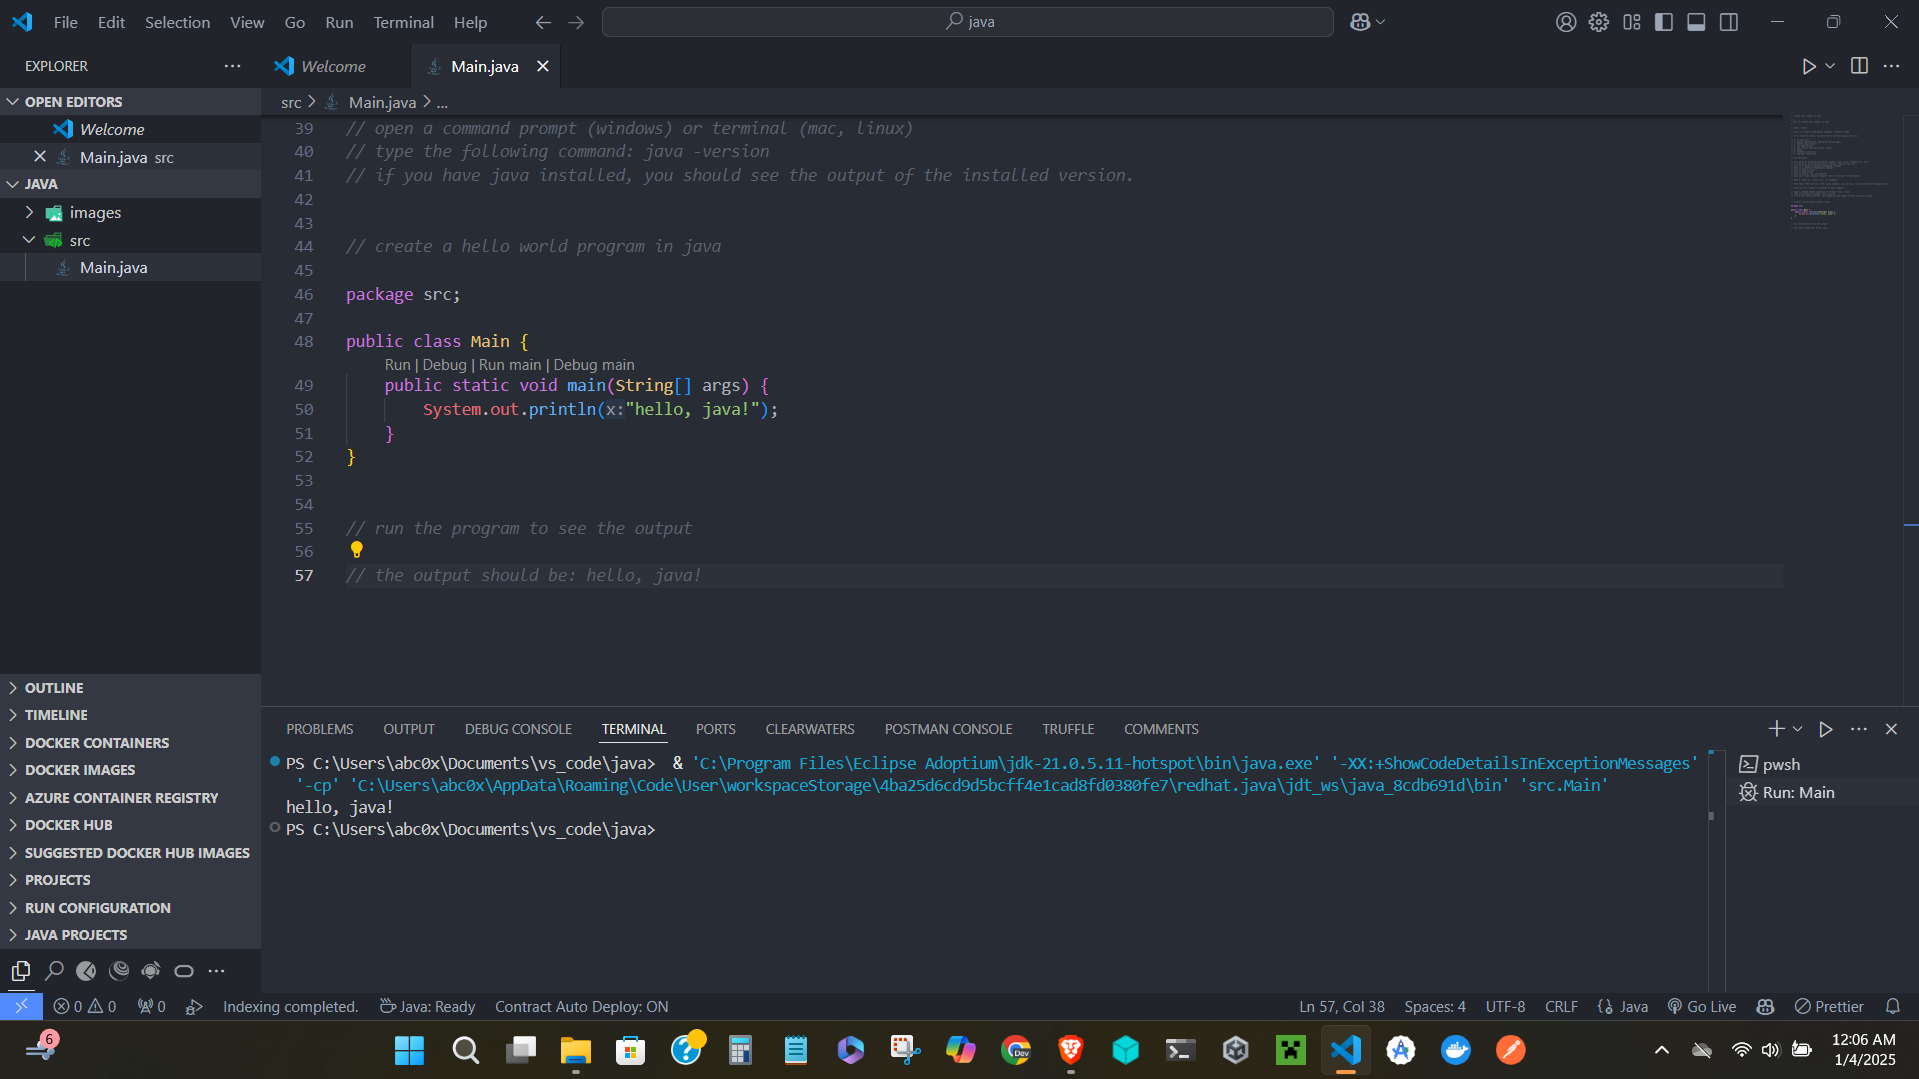 File Edit Selection View Go Run Terminal Help
java
EXPLORER
Welcome
Main.java
OPEN EDITORS
Welcome
Main.java src
JAVA
images
src
Main.java
src > Main.java > ...
39 // open a command prompt (windows) or terminal (mac, linux)
40 // type the following command: java -version
41 // if you have java installed, you should see the output of the installed version.
42
43
44 // create a hello world program in java
45
46 package src;
47
48 public class Main {
Run | Debug | Run main | Debug main
49 public static void main(String[] args) {
50 System.out.println(x:"hello, java!");
51 }
52 }
53
54
55 // run the program to see the output
56
57 // the output should be: hello, java!
OUTLINE
TIMELINE
DOCKER CONTAINERS
DOCKER IMAGES
AZURE CONTAINER REGISTRY
DOCKER HUB
SUGGESTED DOCKER HUB IMAGES
PROJECTS
RUN CONFIGURATION
JAVA PROJECTS
PROBLEMS OUTPUT DEBUG CONSOLE TERMINAL PORTS CLEARWATERS POSTMAN CONSOLE TRUFFLE COMMENTS
PS C:\Users\abc0x\Documents\vs_code\java> & 'C:\Program Files\Eclipse Adoptium\jdk-21.0.5.11-hotspot\bin\java.exe' '-XX:+ShowCodeDetailsInExceptionMessages'
'-cp' 'C:\Users\abc0x\AppData\Roaming\Code\User\workspaceStorage\4ba25d6cd9d5bcff4e1cad8fd0380fe7\redhat.java\jdt_ws\java_8cdb691d\bin' 'src.Main'
hello, java!
PS C:\Users\abc0x\Documents\vs_code\java>
pwsh
Run: Main
0 0 0 Indexing completed. Java: Ready Contract Auto Deploy: ON
Ln 57, Col 38 Spaces: 4 UTF-8 CRLF Java Go Live Prettier
6
Dev
12:06 AM
1/4/2025